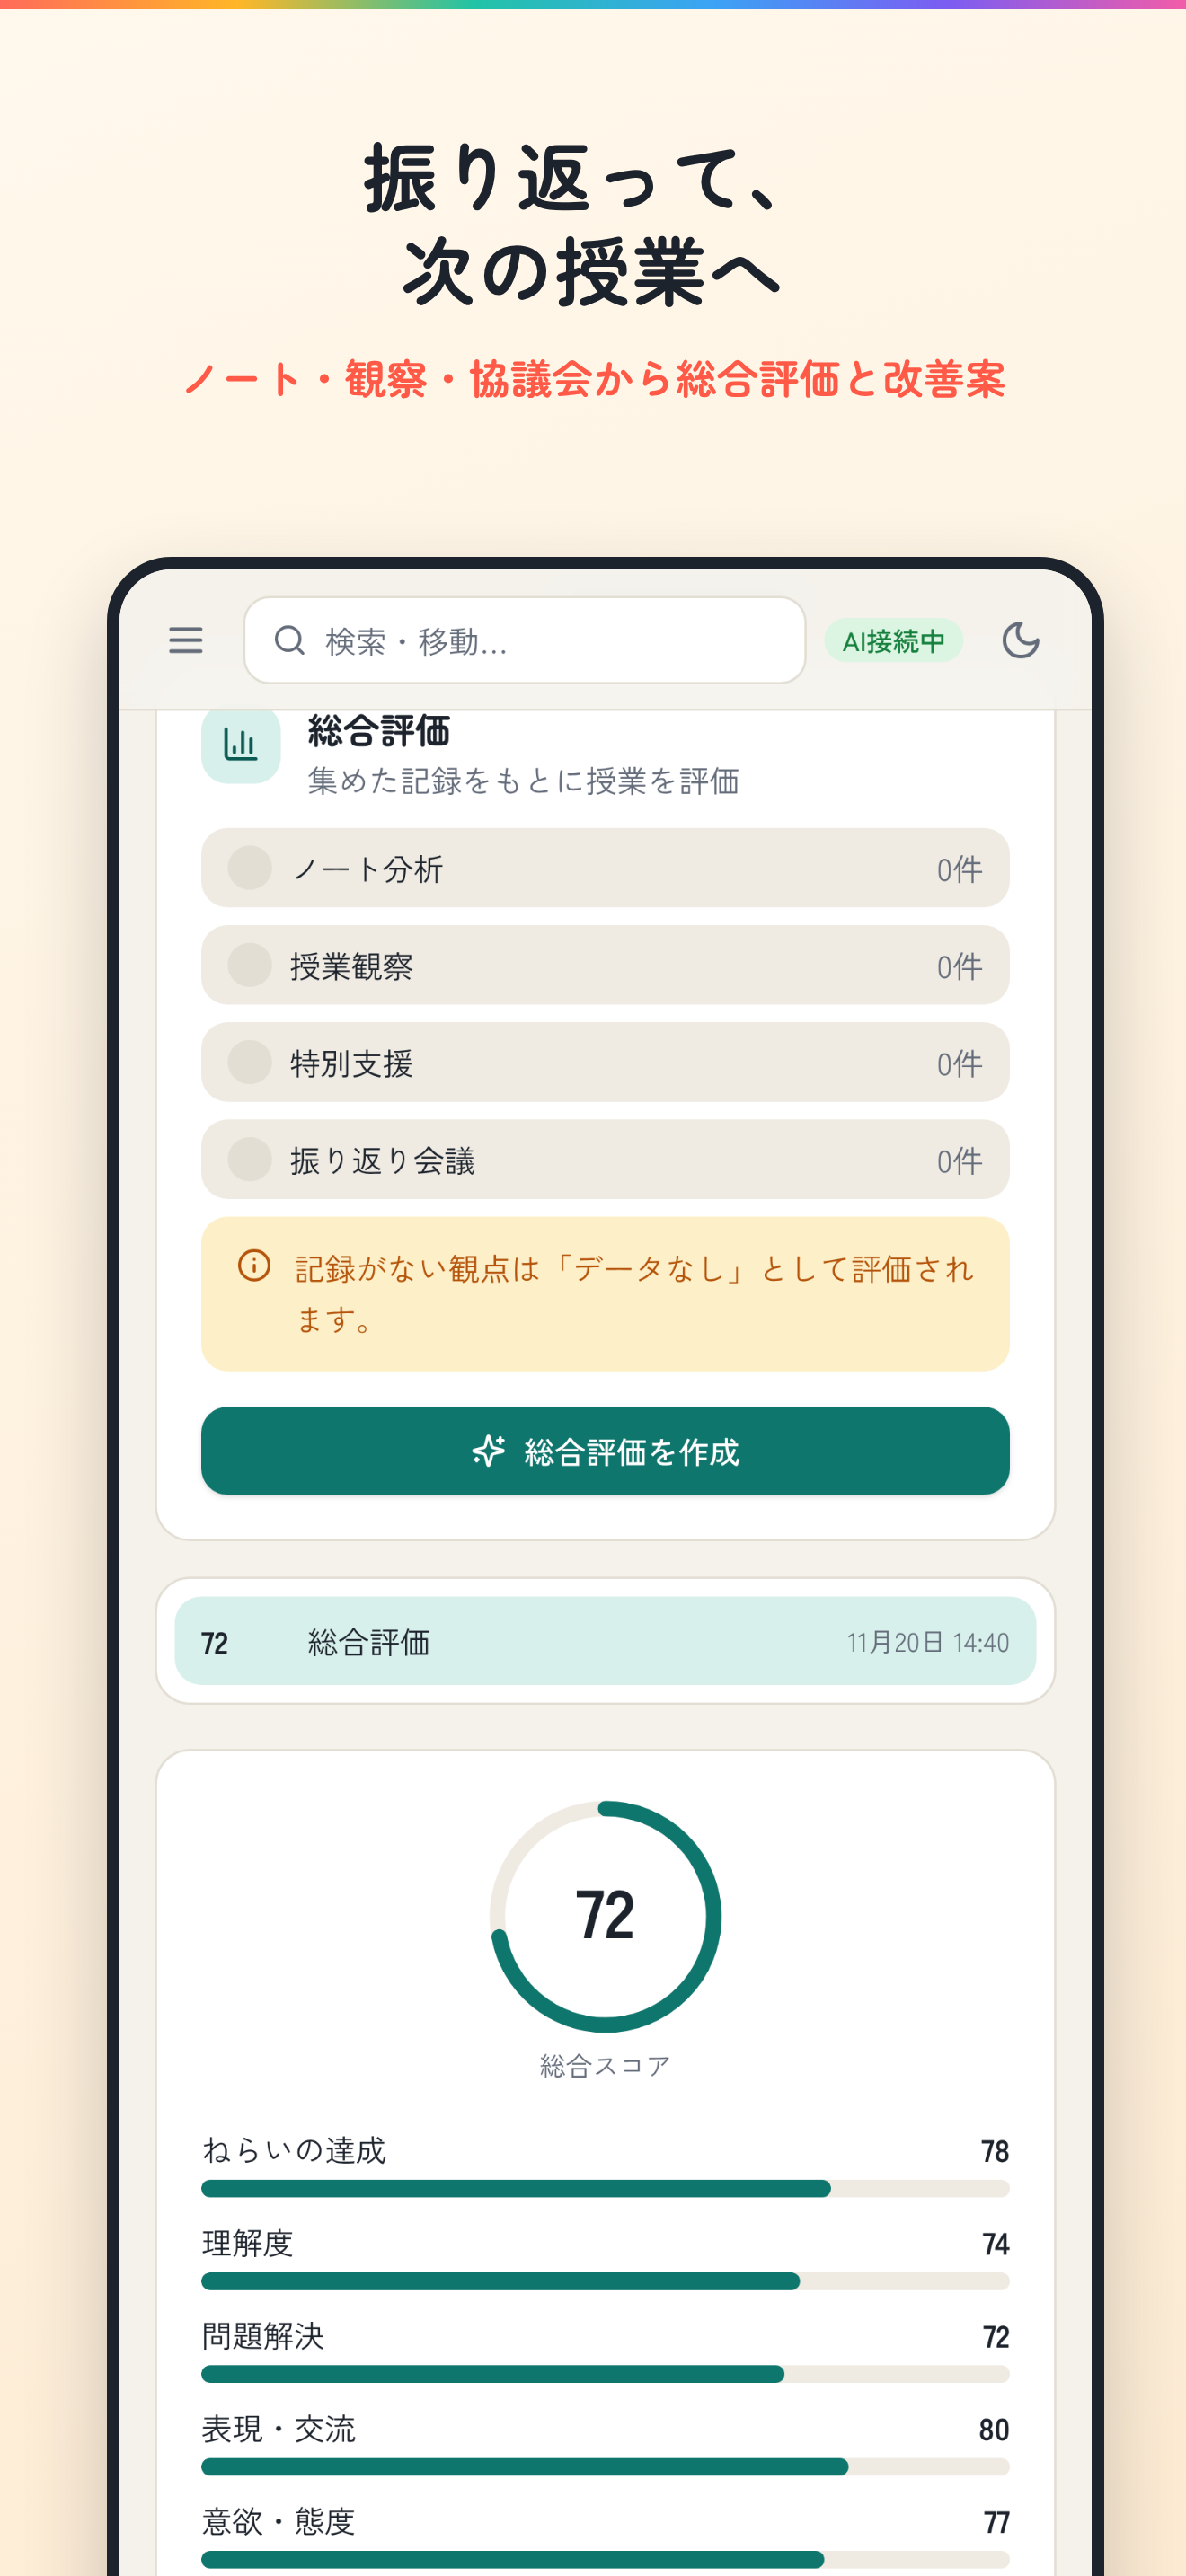 振り返って、
次の授業へ
ノート・観察・協議会から総合評価と改善案
検索・移動...
AI接続中
総合評価
集めた記録をもとに授業を評価
ノート分析 0件
授業観察 0件
特別支援 0件
振り返り会議 0件
記録がない観点は「データなし」として評価され
ます。
総合評価を作成
72 総合評価 11月20日 14:40
72
総合スコア
ねらいの達成 78
理解度 74
問題解決 72
表現・交流 80
意欲・態度 77